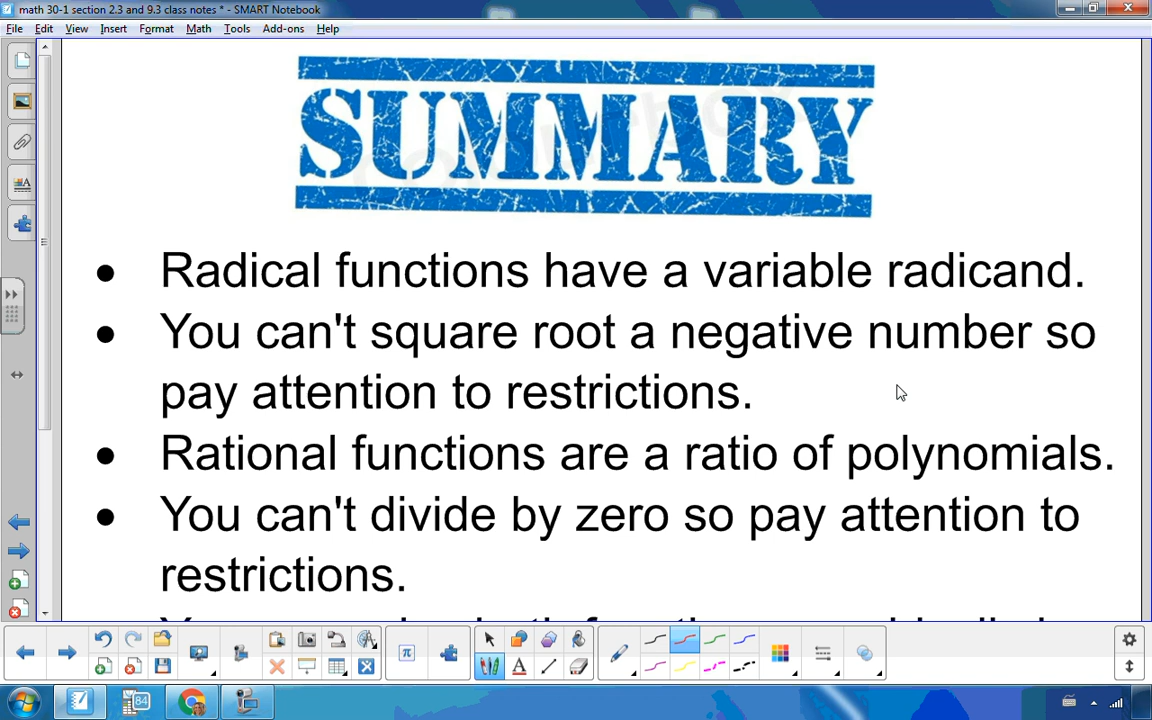 math 30-1 section 2.3 and 9.3 class notes * - SMART Notebook
File Edit View Insert Format Math Tools Add-ons Help
SUMMARY
● Radical functions have a variable radicand.
● You can't square root a negative number so
pay attention to restrictions.
● Rational functions are a ratio of polynomials.
● You can't divide by zero so pay attention to
restrictions.
π
A
84